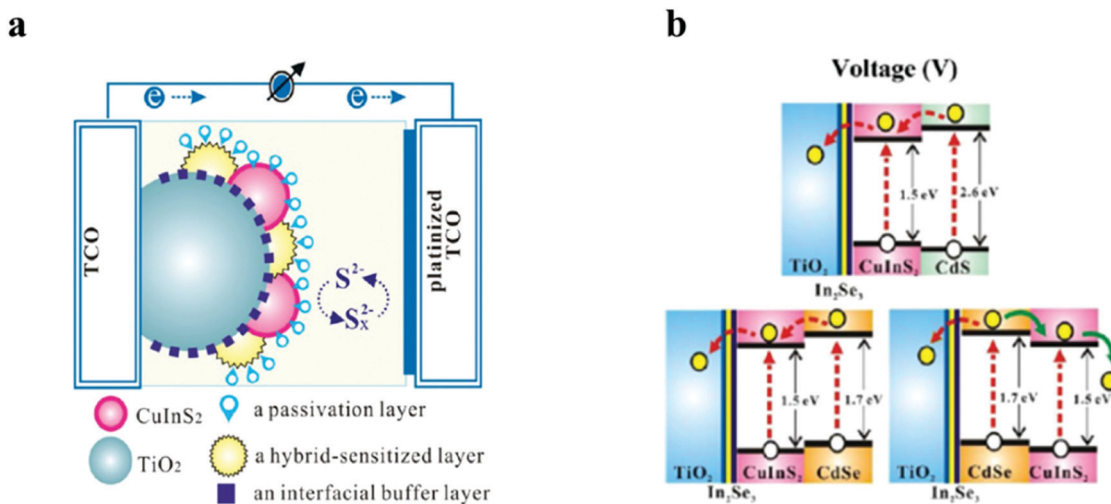 a
e
e
TCO
platinized
TCO
S²⁻
Sₓ²⁻
CuInS₂
a passivation layer
TiO₂
a hybrid-sensitized layer
an interfacial buffer layer
b
Voltage (V)
1.5 eV
2.6 eV
TiO₂
CuInS₂
CdS
In₂Se₃
1.5 eV
1.7 eV
TiO₂
CuInS₂
CdSe
In₂Se₃
1.7 eV
1.5 eV
TiO₂
CdSe
CuInS₂
In₂Se₃